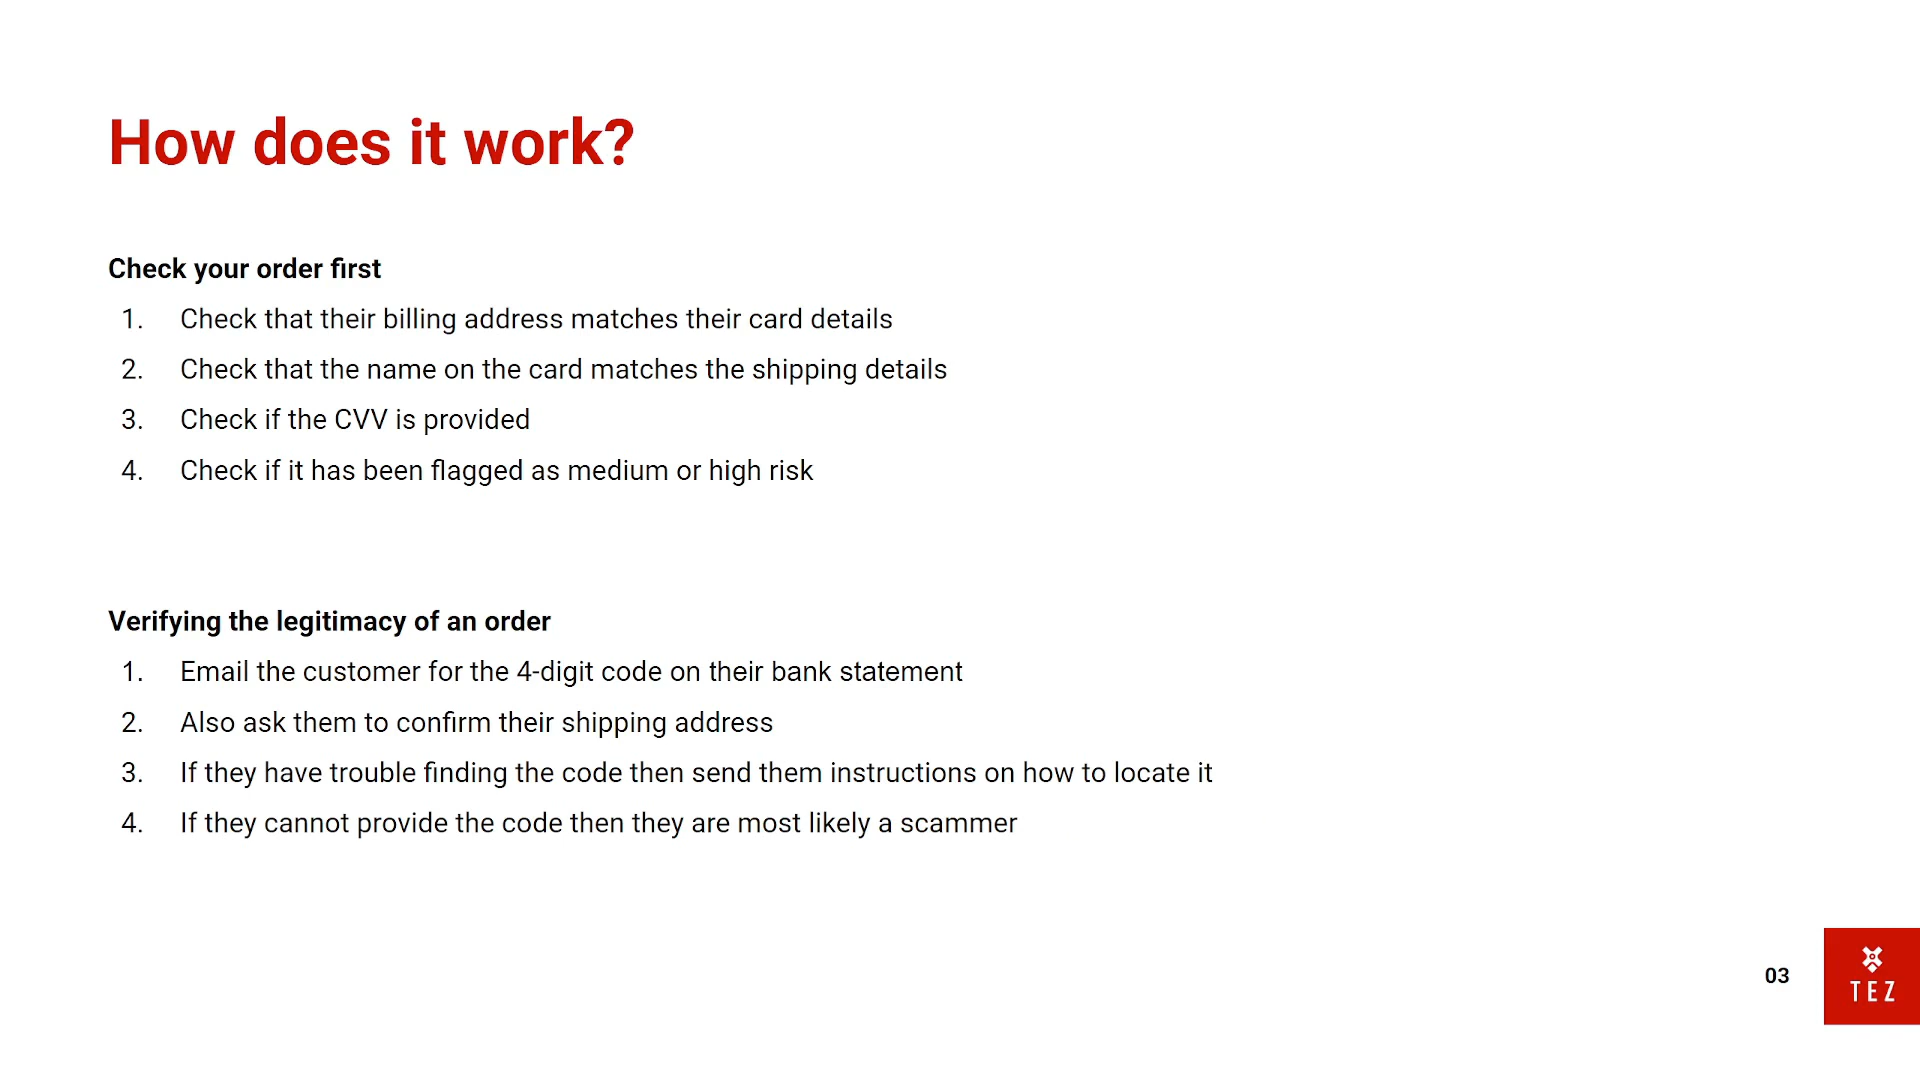 How does it work?
Check your order first
1. Check that their billing address matches their card details
2. Check that the name on the card matches the shipping details
3. Check if the CVV is provided
4. Check if it has been flagged as medium or high risk
Verifying the legitimacy of an order
1. Email the customer for the 4-digit code on their bank statement
2. Also ask them to confirm their shipping address
3. If they have trouble finding the code then send them instructions on how to locate it
4. If they cannot provide the code then they are most likely a scammer
03
TEZ